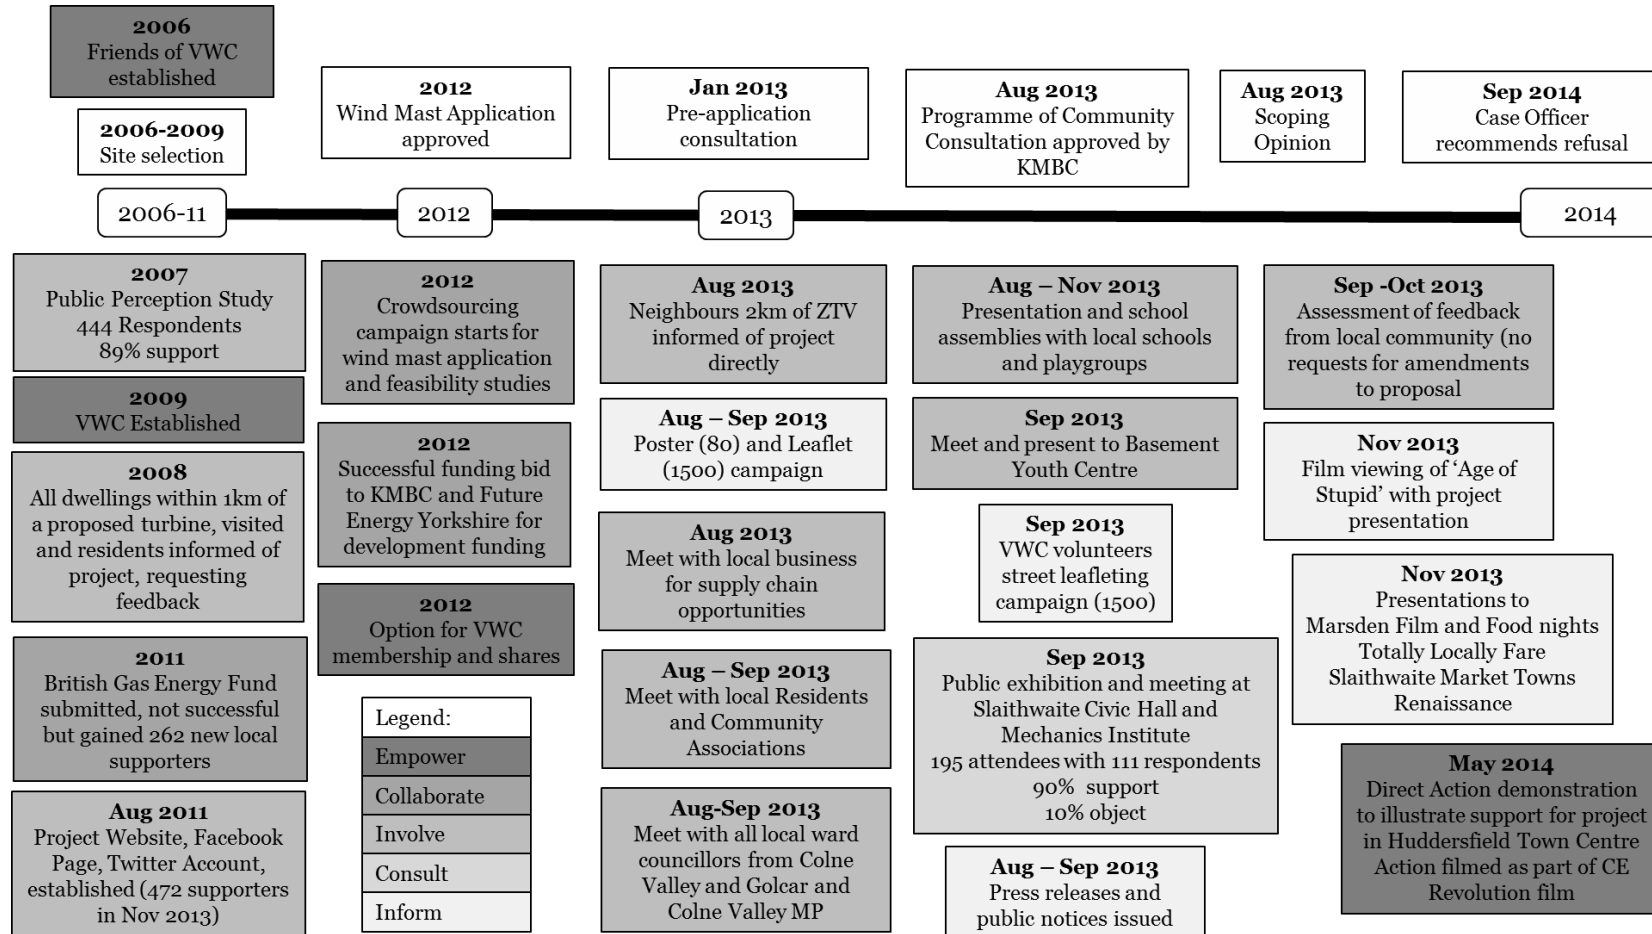 2006
Friends of VWC
established
2006-2009
Site selection
2012
Wind Mast Application
approved
Jan 2013
Pre-application
consultation
Aug 2013
Programme of Community
Consultation approved by
KMBC
Aug 2013
Scoping
Opinion
Sep 2014
Case Officer
recommends refusal
2006-11
2012
2013
2014
2007
Public Perception Study
444 Respondents
89% support
2009
VWC Established
2008
All dwellings within 1km of
a proposed turbine, visited
and residents informed of
project, requesting
feedback
2011
British Gas Energy Fund
submitted, not successful
but gained 262 new local
supporters
Aug 2011
Project Website, Facebook
Page, Twitter Account,
established (472 supporters
in Nov 2013)
2012
Crowdsourcing
campaign starts for
wind mast application
and feasibility studies
2012
Successful funding bid
to KMBC and Future
Energy Yorkshire for
development funding
2012
Option for VWC
membership and shares
Legend:
Empower
Collaborate
Involve
Consult
Inform
Aug 2013
Neighbours 2km of ZTV
informed of project
directly
Aug – Sep 2013
Poster (80) and Leaflet
(1500) campaign
Aug 2013
Meet with local business
for supply chain
opportunities
Aug – Sep 2013
Meet with local Residents
and Community
Associations
Aug-Sep 2013
Meet with all local ward
councillors from Colne
Valley and Golcar and
Colne Valley MP
Aug – Nov 2013
Presentation and school
assemblies with local schools
and playgroups
Sep 2013
Meet and present to Basement
Youth Centre
Sep 2013
VWC volunteers
street leafleting
campaign (1500)
Sep 2013
Public exhibition and meeting at
Slaithwaite Civic Hall and
Mechanics Institute
195 attendees with 111 respondents
90% support
10% object
Aug – Sep 2013
Press releases and
public notices issued
Sep -Oct 2013
Assessment of feedback
from local community (no
requests for amendments
to proposal
Nov 2013
Film viewing of ‘Age of
Stupid’ with project
presentation
Nov 2013
Presentations to
Marsden Film and Food nights
Totally Locally Fare
Slaithwaite Market Towns
Renaissance
May 2014
Direct Action demonstration
to illustrate support for project
in Huddersfield Town Centre
Action filmed as part of CE
Revolution film